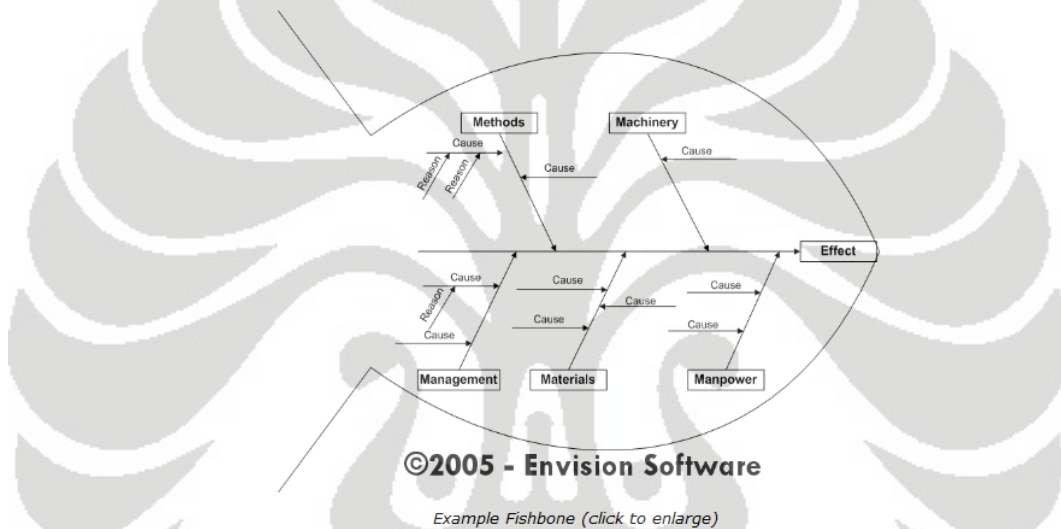 Methods
Machinery
Cause
Reason
Reason
Cause
Cause
Effect
Cause
Reason
Cause
Cause
Cause
Cause
Cause
Cause
Management
Materials
Manpower
©2005 - Envision Software
Example Fishbone (click to enlarge)